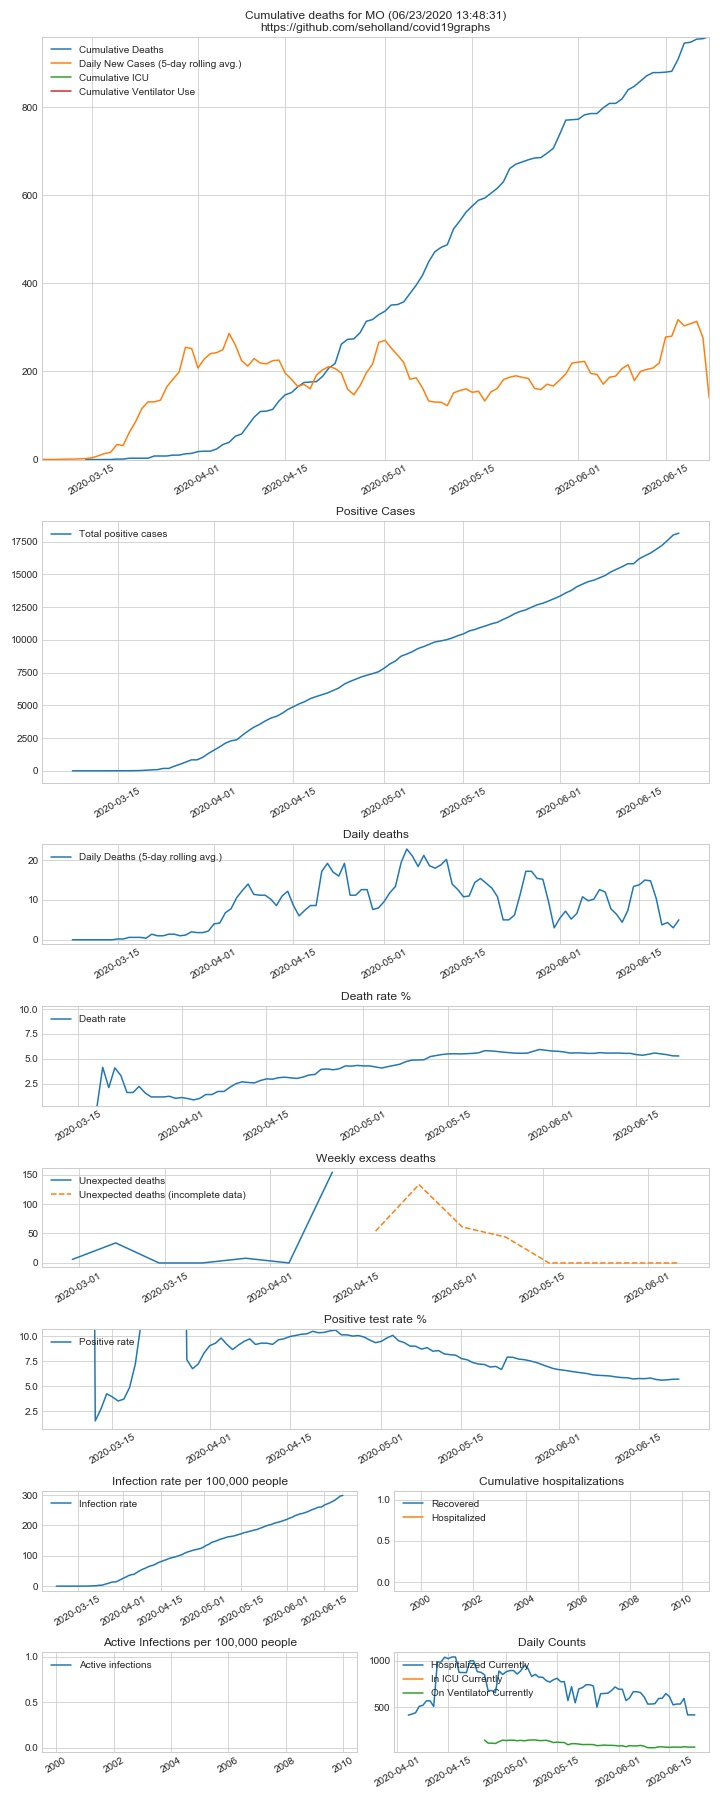 Cumulative deaths for MO (06/23/2020 13:48:31)
https://github.com/seholland/covid19graphs
Cumulative Deaths
Daily New Cases (5-day rolling avg.)
Cumulative ICU
Cumulative Ventilator Use
800
600
400
200
0
2020-03-15 2020-04-01 2020-04-15 2020-05-01 2020-05-15 2020-06-01 2020-06-15
Positive Cases
Total positive cases
17500
15000
12500
10000
7500
5000
2500
0
2020-03-15 2020-04-01 2020-04-15 2020-05-01 2020-05-15 2020-06-01 2020-06-15
Daily deaths
Daily Deaths (5-day rolling avg.)
20
10
0
2020-03-15 2020-04-01 2020-04-15 2020-05-01 2020-05-15 2020-06-01 2020-06-15
Death rate %
Death rate
10.0
7.5
5.0
2.5
2020-03-15 2020-04-01 2020-04-15 2020-05-01 2020-05-15 2020-06-01 2020-06-15
Weekly excess deaths
Unexpected deaths
Unexpected deaths (incomplete data)
150
100
50
0
2020-03-01 2020-03-15 2020-04-01 2020-04-15 2020-05-01 2020-05-15 2020-06-01
Positive test rate %
Positive rate
10.0
7.5
5.0
2.5
2020-03-15 2020-04-01 2020-04-15 2020-05-01 2020-05-15 2020-06-01 2020-06-15
Infection rate per 100,000 people
Infection rate
300
200
100
0
2020-03-15 2020-04-01 2020-04-15 2020-05-01 2020-05-15 2020-06-01 2020-06-15
Cumulative hospitalizations
Recovered
Hospitalized
1.0
0.5
0.0
2000 2002 2004 2006 2008 2010
Active Infections per 100,000 people
Active infections
1.0
0.5
0.0
2000 2002 2004 2006 2008 2010
Daily Counts
Hospitalized Currently
In ICU Currently
On Ventilator Currently
1000
500
2020-04-01 2020-04-15 2020-05-01 2020-05-15 2020-06-01 2020-06-15